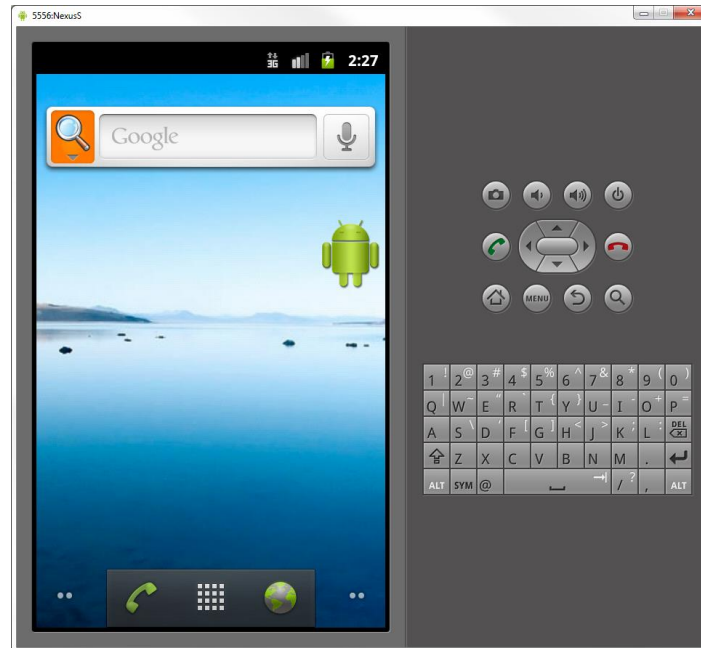 5556:NexusS
3G 2:27
Google
MENU
1 ! 2 @ 3 # 4 $ 5 % 6 ^ 7 & 8 * 9 ( 0 )
Q | W ~ E " R ` T { Y } U - I - O + P =
A S \ D ' F [ G ] H < J > K ; L : DEL
Z X C V B N M .
ALT SYM @ / ? , ALT